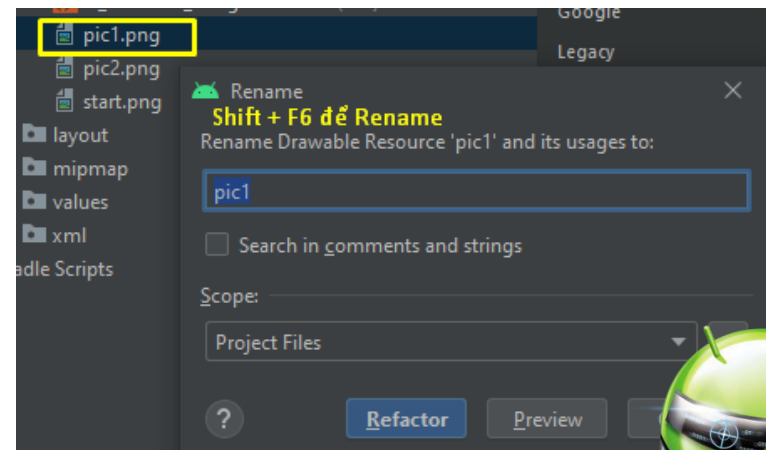 Google
pic1.png
Legacy
pic2.png
start.png
Rename
Shift + F6 để Rename
Rename Drawable Resource 'pic1' and its usages to:
layout
mipmap
pic1
values
xml
Search in comments and strings
adle Scripts
Scope:
Project Files
?
Refactor
Preview